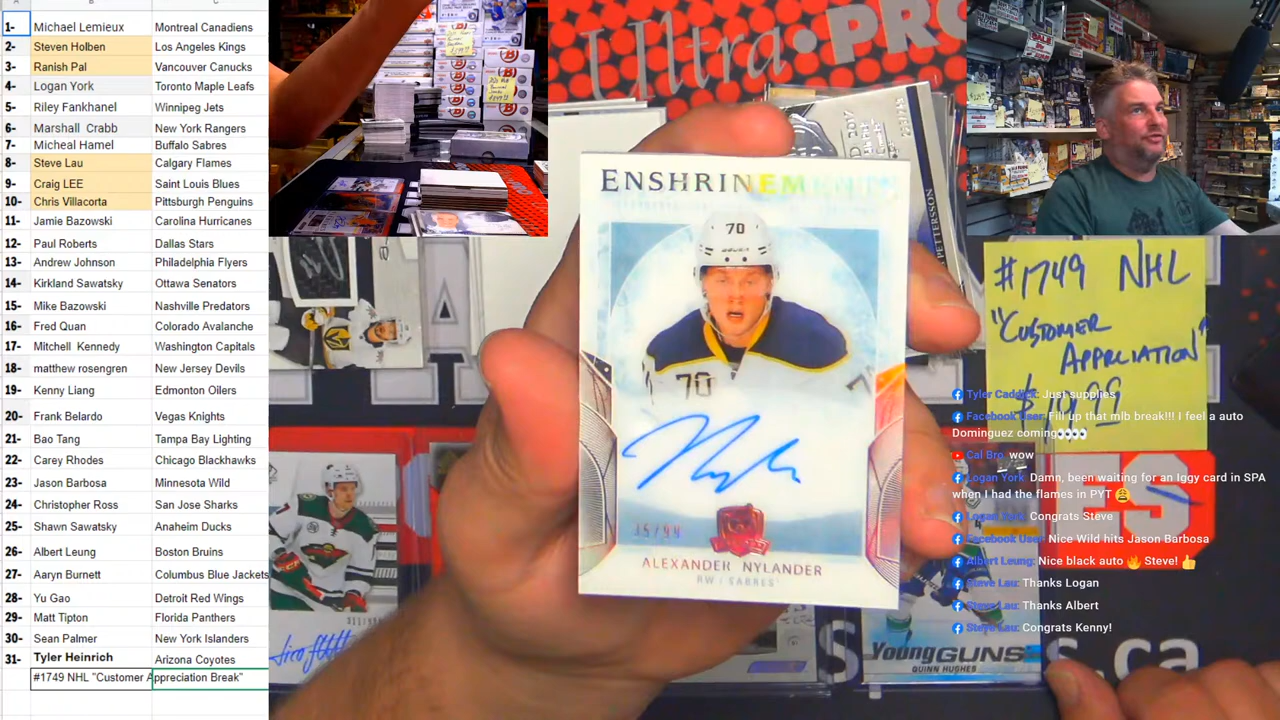 1- Michael Lemieux Montreal Canadiens
2- Steven Holben Los Angeles Kings
3- Ranish Pal Vancouver Canucks
4- Logan York Toronto Maple Leafs
5- Riley Fankhanel Winnipeg Jets
6- Marshall Crabb New York Rangers
7- Micheal Hamel Buffalo Sabres
8- Steve Lau Calgary Flames
9- Craig LEE Saint Louis Blues
10- Chris Villacorta Pittsburgh Penguins
11- Jamie Bazowski Carolina Hurricanes
12- Paul Roberts Dallas Stars
13- Andrew Johnson Philadelphia Flyers
14- Kirkland Sawatsky Ottawa Senators
15- Mike Bazowski Nashville Predators
16- Fred Quan Colorado Avalanche
17- Mitchell Kennedy Washington Capitals
18- matthew rosengren New Jersey Devils
19- Kenny Liang Edmonton Oilers
20- Frank Belardo Vegas Knights
21- Bao Tang Tampa Bay Lighting
22- Carey Rhodes Chicago Blackhawks
23- Jason Barbosa Minnesota Wild
24- Christopher Ross San Jose Sharks
25- Shawn Sawatsky Anaheim Ducks
26- Albert Leung Boston Bruins
27- Aaryn Burnett Columbus Blue Jackets
28- Yu Gao Detroit Red Wings
29- Matt Tipton Florida Panthers
30- Sean Palmer New York Islanders
31- Tyler Heinrich Arizona Coyotes
#1749 NHL "Customer Appreciation Break"
Ultra PRO
2017
PETTERSSON
ENSHRINEMENTS
70
70
35/99
ALEXANDER NYLANDER
RW / SABRES
#1749 NHL
"CUSTOMER
APPRCIATION"
Tyler Caddick: Just supplies
Facebook User: Fill up that mlb break!!! I feel a auto
Dominguez coming👀👀
Cal Bro: wow
Logan York: Damn, been waiting for an Iggy card in SPA
when I had the flames in PYT 😩
Logan York: Congrats Steve
Facebook User: Nice Wild hits Jason Barbosa
Albert Leung: Nice black auto 🔥 Steve! 👍
Steve Lau: Thanks Logan
Steve Lau: Thanks Albert
Steve Lau: Congrats Kenny!
Young GUNS
QUINN HUGHES
ES
s.ca